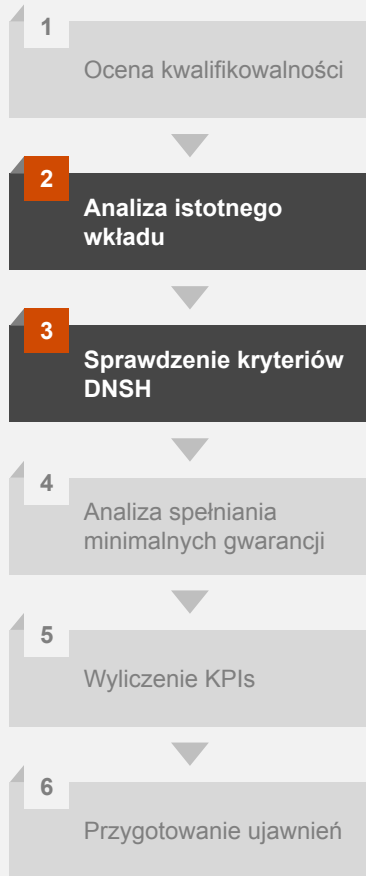 1
Ocena kwalifikowalności
2
Analiza istotnego
wkładu
3
Sprawdzenie kryteriów
DNSH
4
Analiza spełniania
minimalnych gwarancji
5
Wyliczenie KPIs
6
Przygotowanie ujawnień